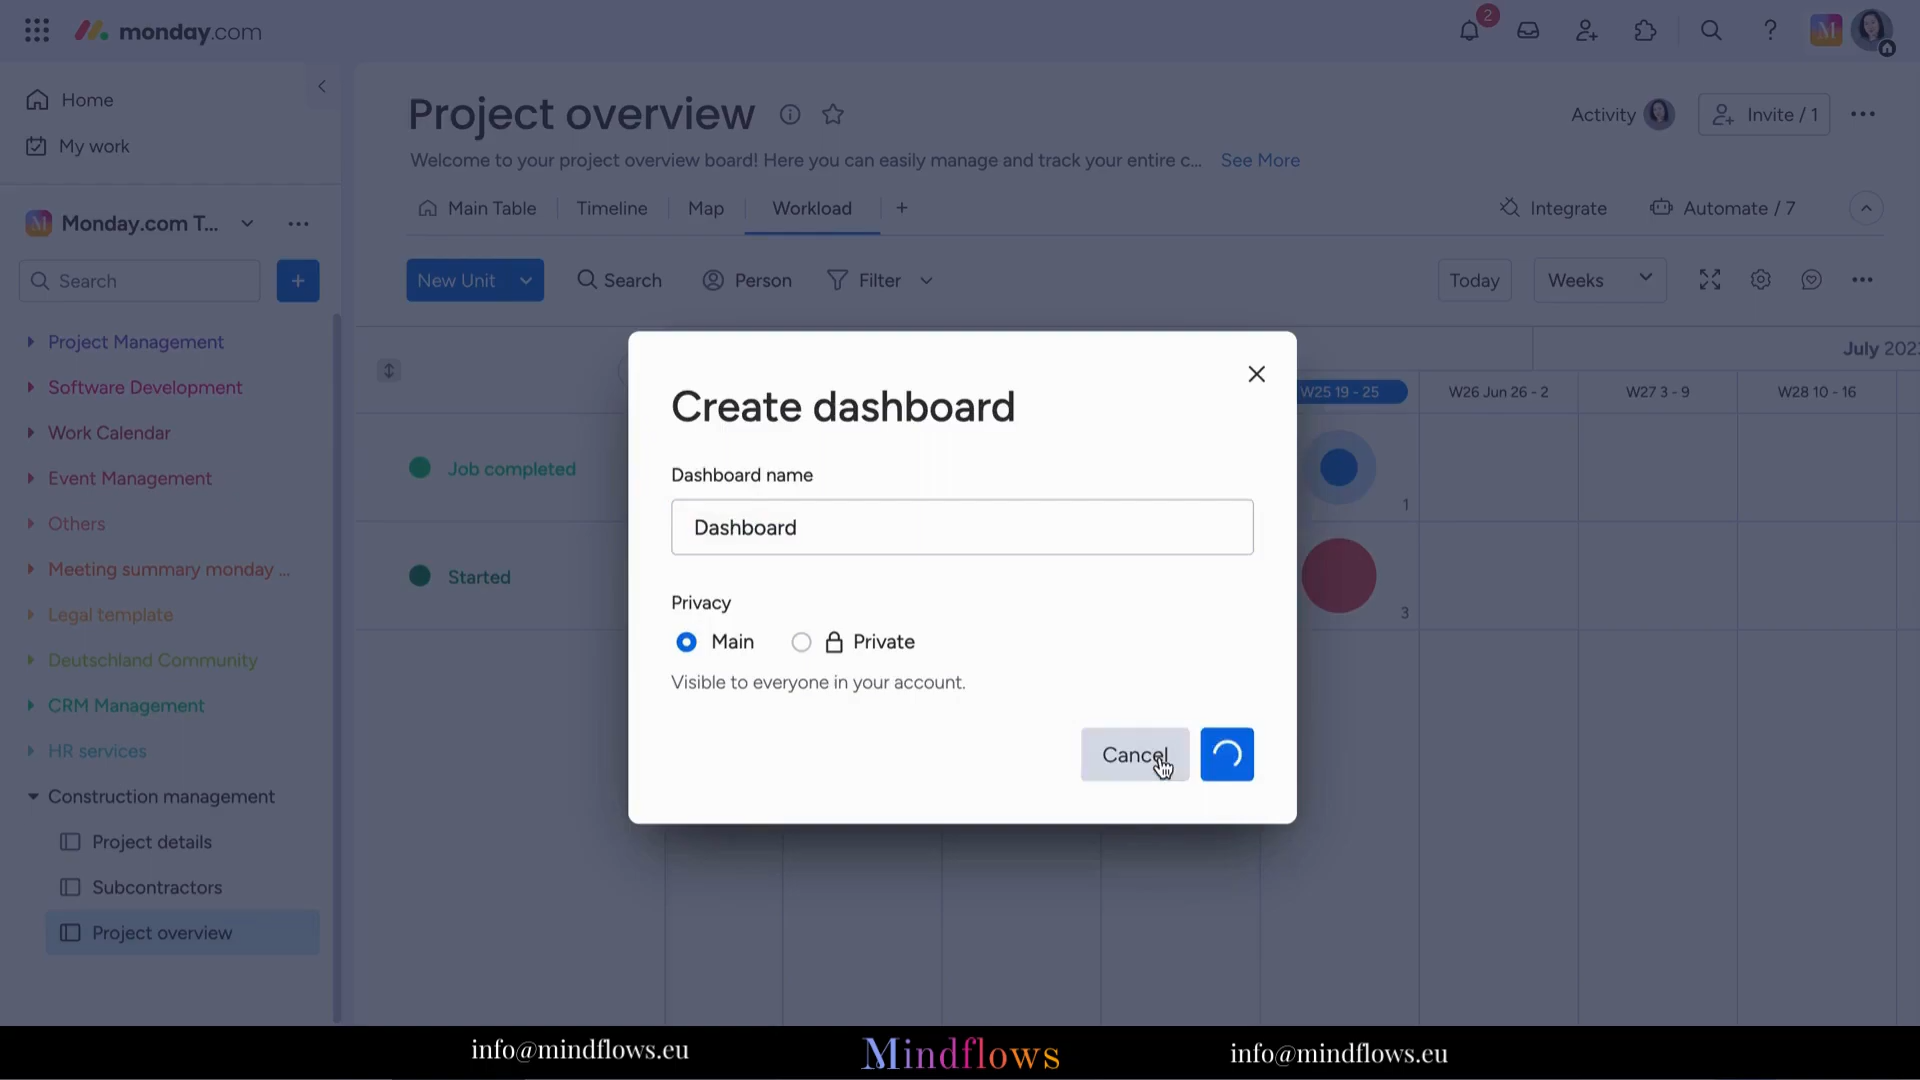 monday.com
2
M
Home
My work
Project overview
Activity
Invite / 1
Welcome to your project overview board! Here you can easily manage and track your entire c... See More
M Monday.com T...
Main Table
Timeline
Map
Workload
Integrate
Automate / 7
Search
New Unit
Search
Person
Filter
Today
Weeks
Project Management
Software Development
Work Calendar
Event Management
Others
Meeting summary monday ...
Legal template
Deutschland Community
CRM Management
HR services
Construction management
Project details
Subcontractors
Project overview
July 202
W25 19 - 25
W26 Jun 26 - 2
W27 3 - 9
W28 10 - 16
Job completed
1
Started
3
Create dashboard
Dashboard name
Dashboard
Privacy
Main
Private
Visible to everyone in your account.
Cancel
info@mindflows.eu
Mindflows
info@mindflows.eu